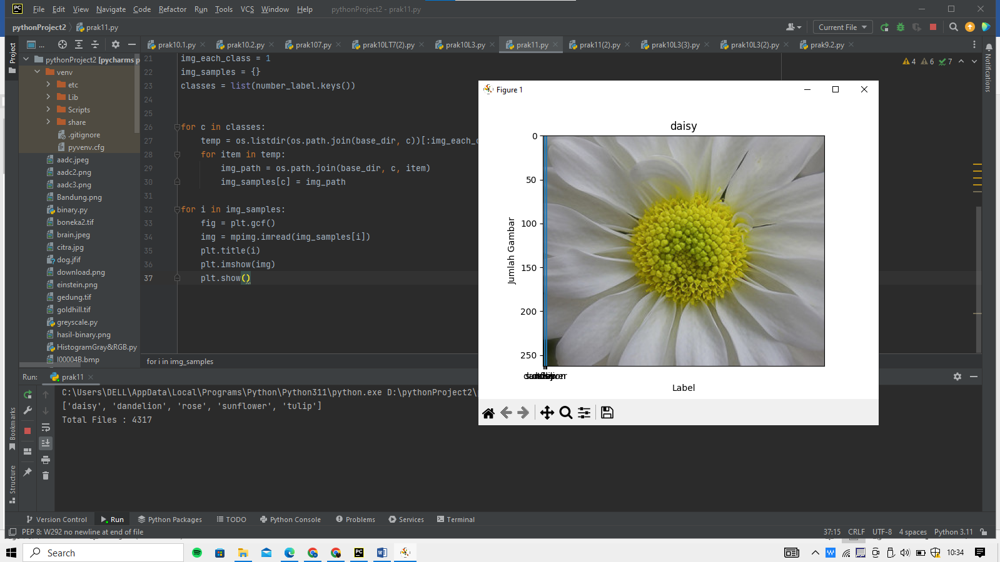 File Edit View Navigate Code Refactor Run Tools VCS Window Help pythonProject2 - prak11.py
pythonProject2 prak11.py Current File
Project ... prak10.1.py prak10.2.py prak107.py prak10LT7(2).py prak10L3.py prak11.py prak11(2).py prak10L3(3).py prak10L3(2).py prak9.2.py
Notifications
pythonProject2 [pycharms p
venv
etc
Lib
Scripts
share
.gitignore
pyvenv.cfg
aadc.jpeg
aadc2.png
aadc3.png
Bandung.png
binary.py
boneka2.tif
brain.jpeg
citra.jpg
dog.jfif
download.png
einstein.png
gedung.tif
goldhill.tif
greyscale.py
hasil-binary.png
HistogramGray&RGB.py
I00004B.bmp
4 6 7
21 img_each_class = 1
22 img_samples = {}
23 classes = list(number_label.keys())
24
25
26 for c in classes:
27 temp = os.listdir(os.path.join(base_dir, c))[:img_each_c
28 for item in temp:
29 img_path = os.path.join(base_dir, c, item)
30 img_samples[c] = img_path
31
32 for i in img_samples:
33 fig = plt.gcf()
34 img = mpimg.imread(img_samples[i])
35 plt.title(i)
36 plt.imshow(img)
37 plt.show()
for i in img_samples
Figure 1
daisy
0
50
100
150
200
250
Jumlah Gambar
Label
Run: prak11
C:\Users\DELL\AppData\Local\Programs\Python\Python311\python.exe D:\pythonProject2\
['daisy', 'dandelion', 'rose', 'sunflower', 'tulip']
Total Files : 4317
Bookmarks
Structure
Version Control Run Python Packages TODO Python Console Problems Services Terminal
PEP 8: W292 no newline at end of file 37:15 CRLF UTF-8 4 spaces Python 3.11
Search 10:34